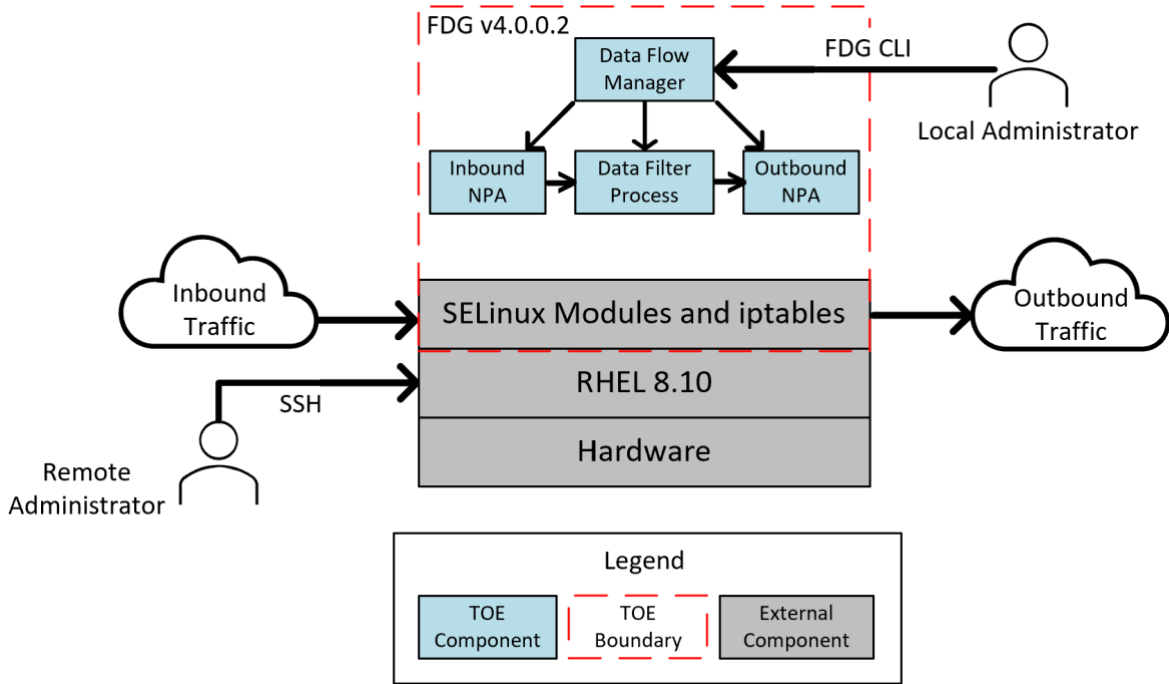 FDG v4.0.0.2
Data Flow
Manager
FDG CLI
Local Administrator
Inbound
NPA
Data Filter
Process
Outbound
NPA
Inbound
Traffic
SELinux Modules and iptables
Outbound
Traffic
RHEL 8.10
SSH
Hardware
Remote
Administrator
Legend
TOE
Component
TOE
Boundary
External
Component